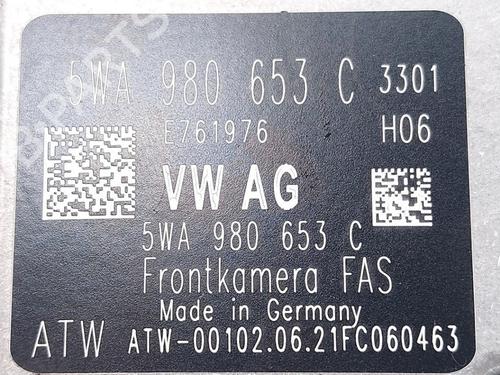 5WA 980 653 C 3301
E761976 H06
VW AG
5WA 980 653 C
Frontkamera FAS
Made in Germany
ATW ATW-00102.06.21FC060463
B-PARTS